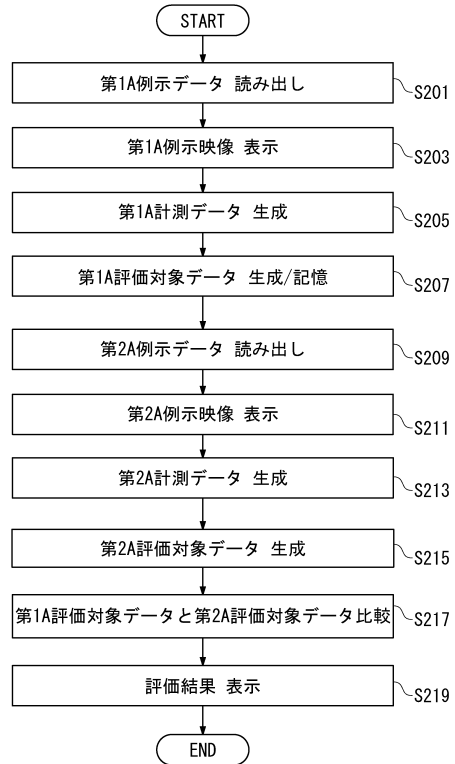 START
第1A例示データ 読み出し
S201
第1A例示映像 表示
S203
第1A計測データ 生成
S205
第1A評価対象データ 生成/記憶
S207
第2A例示データ 読み出し
S209
第2A例示映像 表示
S211
第2A計測データ 生成
S213
第2A評価対象データ 生成
S215
第1A評価対象データと第2A評価対象データ比較
S217
評価結果 表示
S219
END